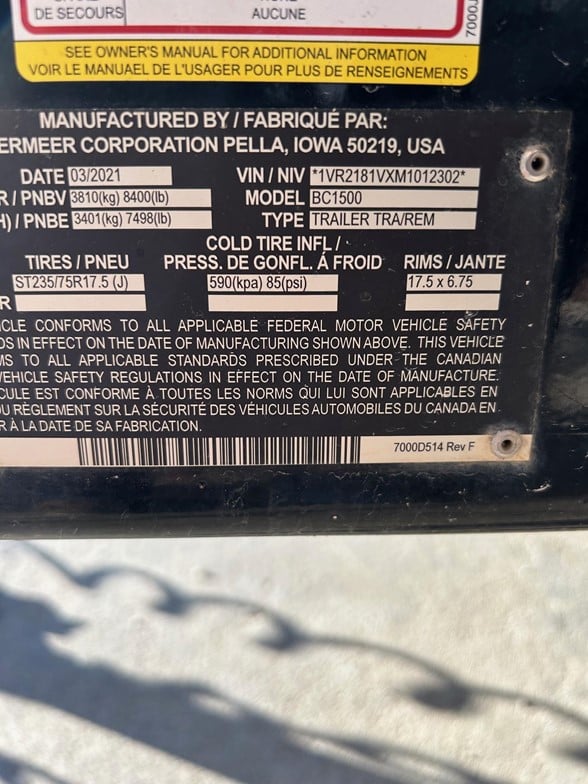 DE SECOURS
AUCUNE
7000J
SEE OWNER'S MANUAL FOR ADDITIONAL INFORMATION
VOIR LE MANUAEL DE L'USAGER POUR PLUS DE RENSEIGNEMENTS
MANUFACTURED BY / FABRIQUÉ PAR:
ERMEER CORPORATION PELLA, IOWA 50219, USA
DATE 03/2021 VIN / NIV *1VR2181VXM1012302*
R / PNBV 3810(kg) 8400(lb) MODEL BC1500
H) / PNBE 3401(kg) 7498(lb) TYPE TRAILER TRA/REM
COLD TIRE INFL /
TIRES / PNEU PRESS. DE GONFL. Á FROID RIMS / JANTE
ST235/75R17.5 (J) 590(kpa) 85(psi) 17.5 x 6.75
R
ICLE CONFORMS TO ALL APPLICABLE FEDERAL MOTOR VEHICLE SAFETY
DS IN EFFECT ON THE DATE OF MANUFACTURING SHOWN ABOVE. THIS VEHICLE
MS TO ALL APPLICABLE STANDARDS PRESCRIBED UNDER THE CANADIAN
VEHICLE SAFETY REGULATIONS IN EFFECT ON THE DATE OF MANUFACTURE.
CULE EST CONFORME À TOUTES LES NORMS QUI LUI SONT APPLICABLES
DU RÈGLEMENT SUR LA SÉCURITÉ DES VÉHICULES AUTOMOBILES DU CANADA EN
R À LA DATE DE SA FABRICATION.
7000D514 Rev F